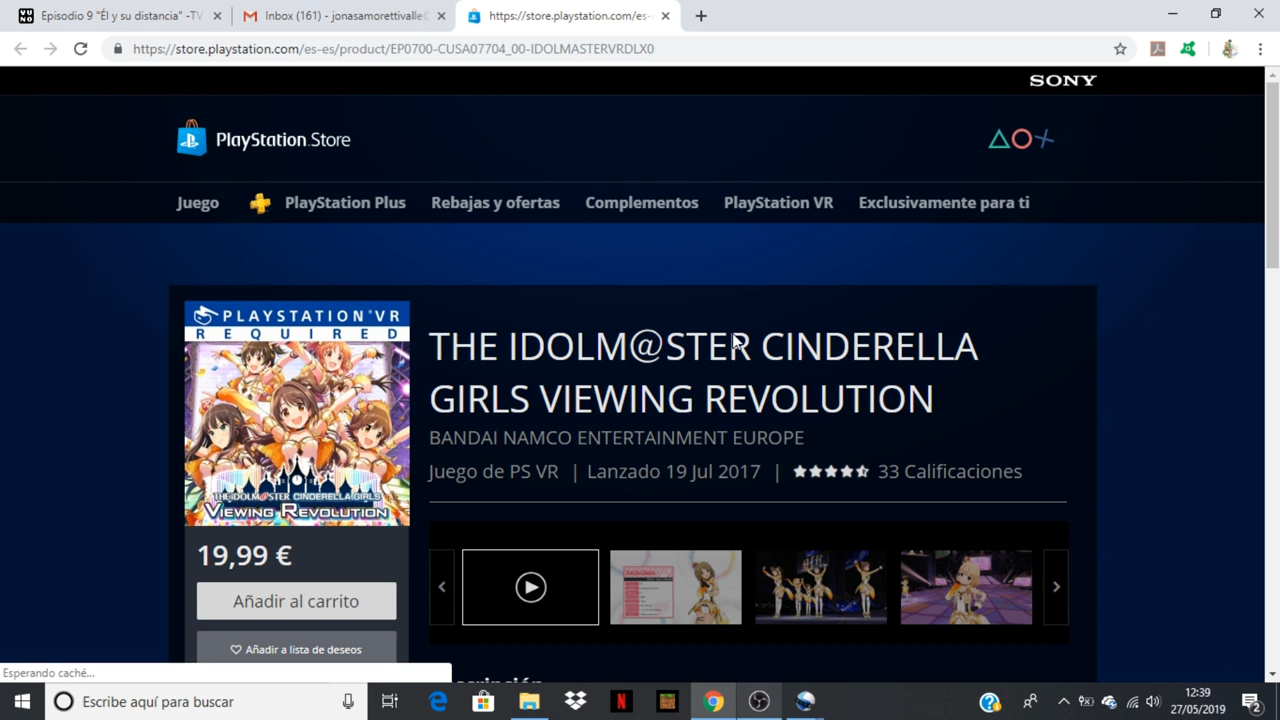 Episodio 9 "Él y su distancia" -TV
Inbox (161) - jonasamorettivalle
https://store.playstation.com/es-
https://store.playstation.com/es-es/product/EP0700-CUSA07704_00-IDOLMASTERVRDLX0
SONY
PlayStation.Store
Juego PlayStation Plus Rebajas y ofertas Complementos PlayStation VR Exclusivamente para ti
PLAYSTATION®VR
REQUIRED
THE IDOLM@STER CINDERELLA GIRLS
VIEWING REVOLUTION
THE IDOLM@STER CINDERELLA
GIRLS VIEWING REVOLUTION
BANDAI NAMCO ENTERTAINMENT EUROPE
Juego de PS VR | Lanzado 19 Jul 2017 | 33 Calificaciones
19,99 €
Añadir al carrito
Añadir a lista de deseos
Esperando caché...
Escribe aquí para buscar
12:39
27/05/2019
2